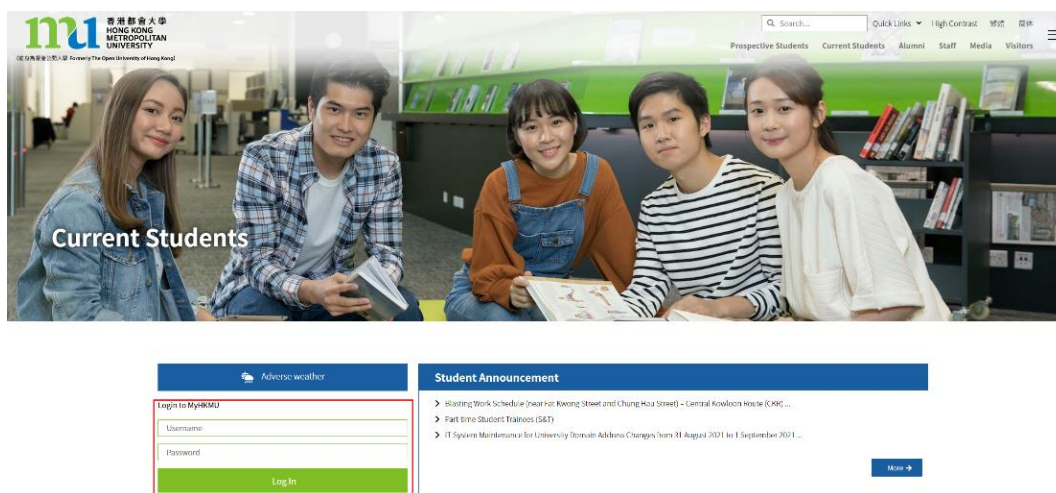 香港都會大學
HONG KONG
METROPOLITAN
UNIVERSITY
(前身為香港公開大學 Formerly The Open University of Hong Kong)
Search... Quick Links High Contrast 繁體 简体
Prospective Students Current Students Alumni Staff Media Visitors
Current Students
Adverse weather
Login to MyHKMU
Username
Password
Log In
Student Announcement
Blasting Work Schedule (near Fat Kwong Street and Chung Hau Street) – Central Kowloon Route (CKR) ...
Part-time Student Trainees (S&T)
IT System Maintenance for University Domain Address Changes from 31 August 2021 to 1 September 2021 ...
More →